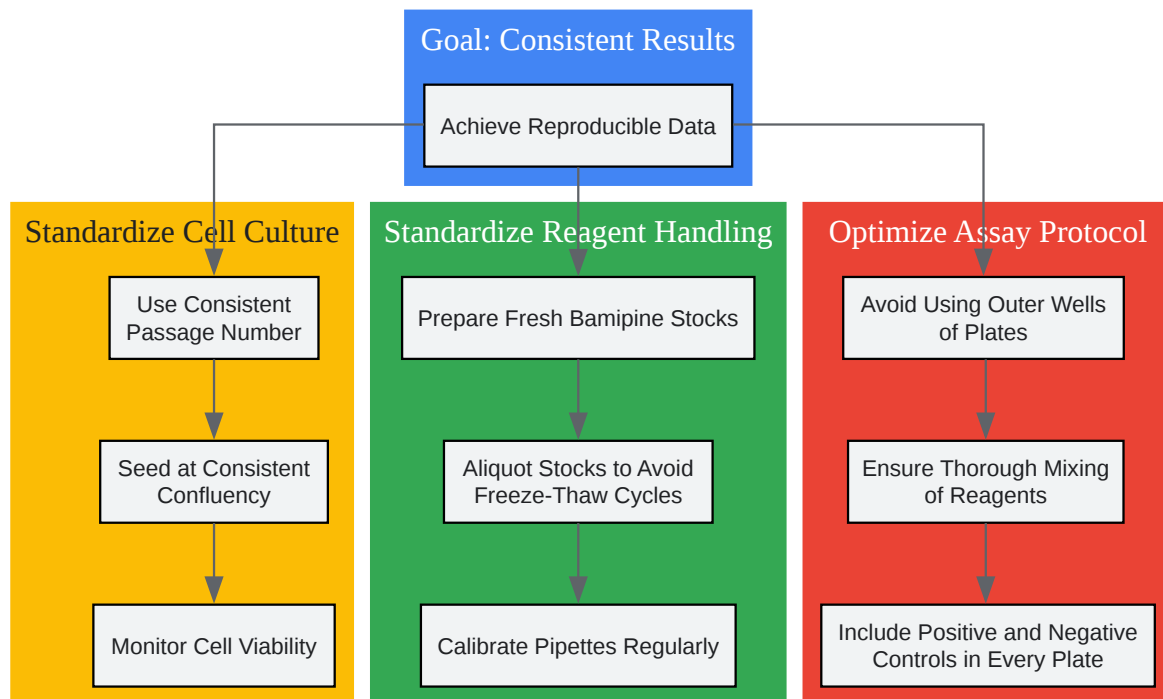 Goal: Consistent Results
Achieve Reproducible Data
Standardize Cell Culture
Use Consistent
Passage Number
Seed at Consistent
Confluency
Monitor Cell Viability
Standardize Reagent Handling
Prepare Fresh Bamipine Stocks
Aliquot Stocks to Avoid
Freeze-Thaw Cycles
Calibrate Pipettes Regularly
Optimize Assay Protocol
Avoid Using Outer Wells
of Plates
Ensure Thorough Mixing
of Reagents
Include Positive and Negative
Controls in Every Plate